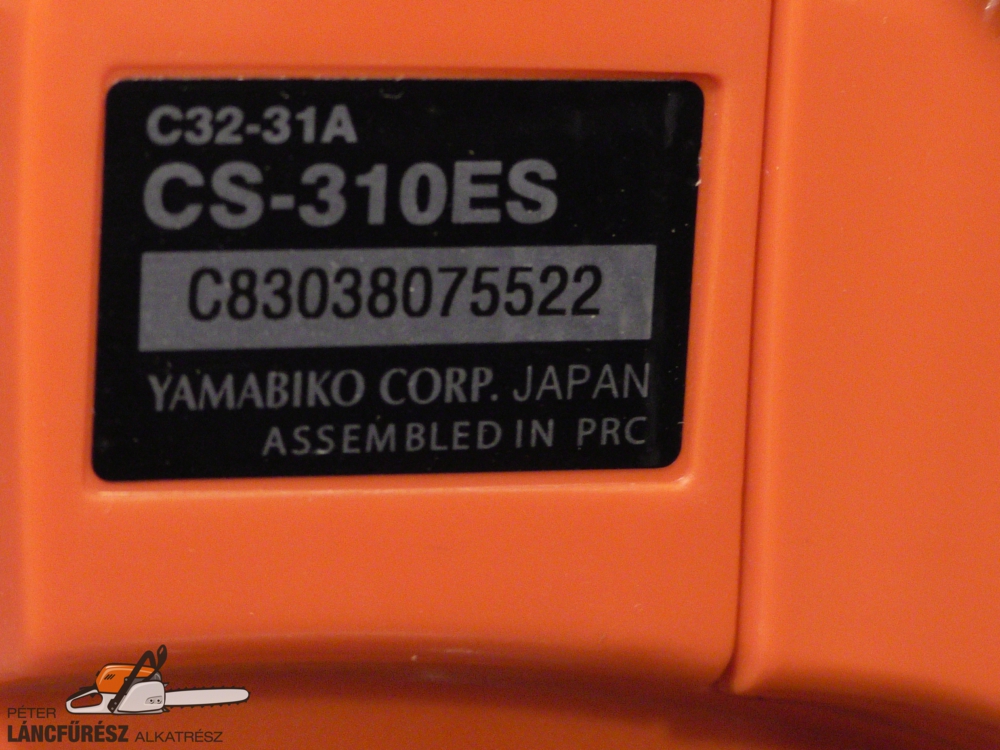 C32-31A
CS-310ES
C83038075522
YAMABIKO CORP. JAPAN
ASSEMBLED IN PRC
PÉTER
LÁNCFŰRÉSZ ALKATRÉSZ